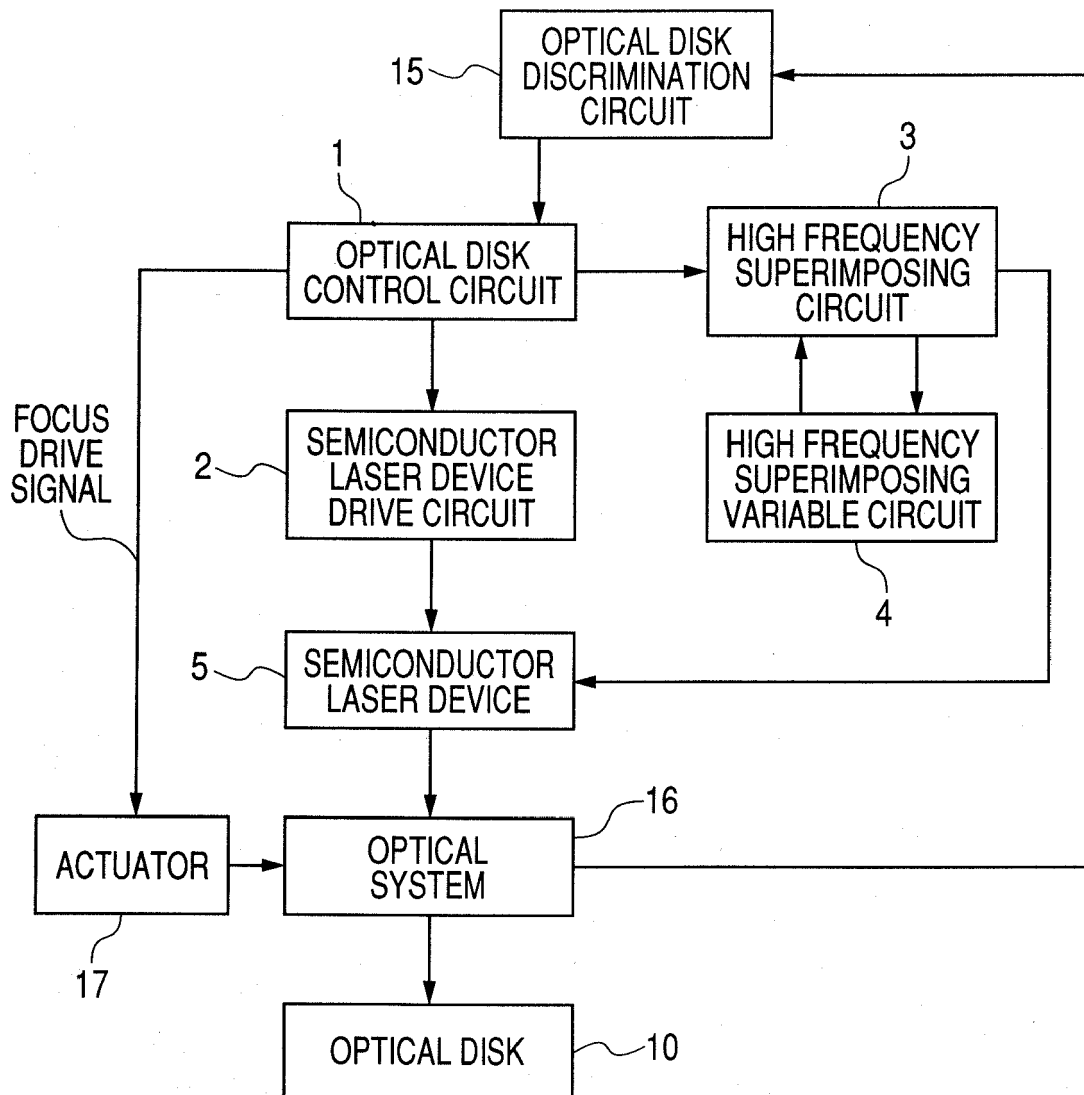 OPTICAL DISK
DISCRIMINATION
CIRCUIT
15
1
3
OPTICAL DISK
CONTROL CIRCUIT
HIGH FREQUENCY
SUPERIMPOSING
CIRCUIT
FOCUS
DRIVE
SIGNAL
2
SEMICONDUCTOR
LASER DEVICE
DRIVE CIRCUIT
HIGH FREQUENCY
SUPERIMPOSING
VARIABLE CIRCUIT
4
5
SEMICONDUCTOR
LASER DEVICE
16
ACTUATOR
17
OPTICAL
SYSTEM
OPTICAL DISK
10